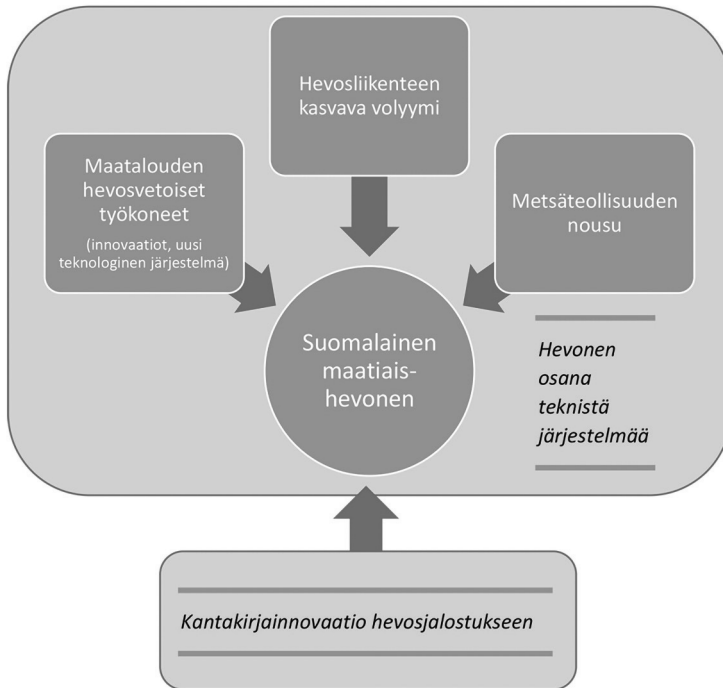 Hevosliikenteen
kasvava volyymi
Maatalouden
hevosvetoiset
työkoneet
(innovaatiot, uusi
teknologinen järjestelmä)
Metsäteollisuuden
nousu
Suomalainen
maatiais-
hevonen
Hevonen
osana
teknistä
järjestelmää
Kantakirjainnovaatio hevosjalostukseen